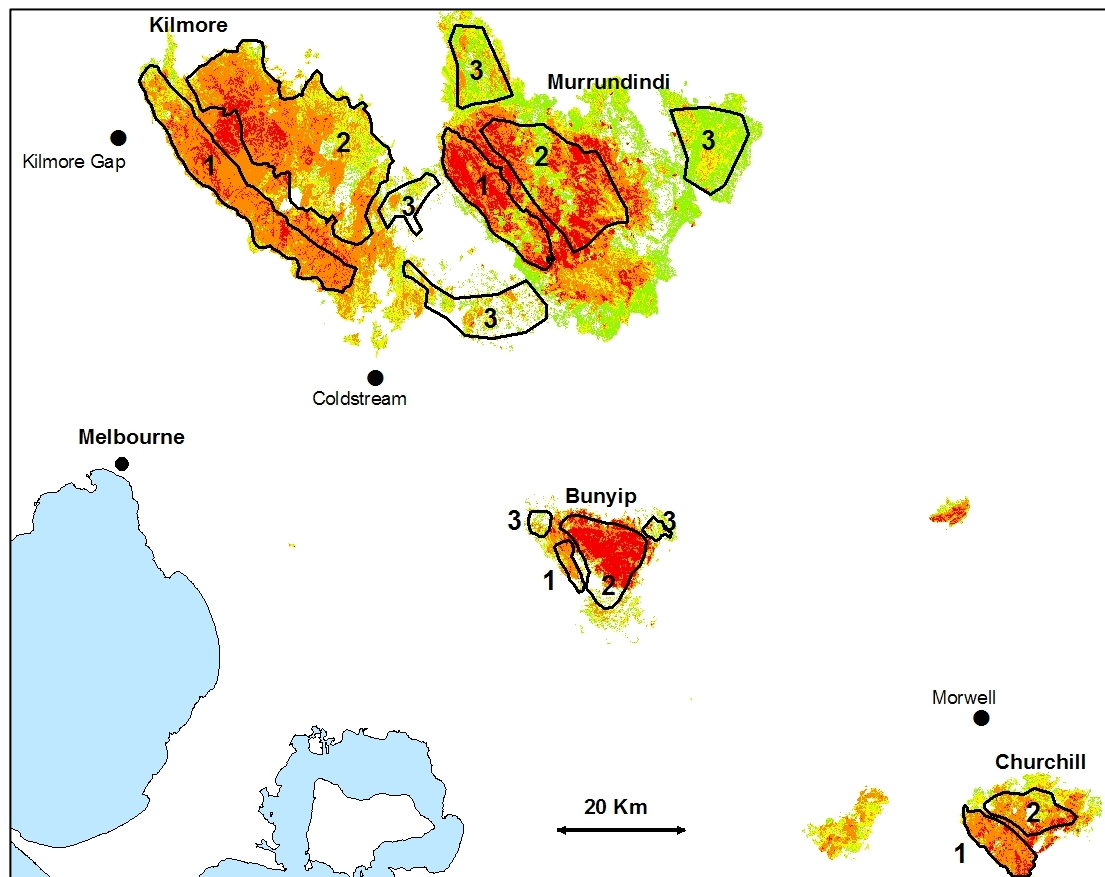 Kilmore
3
Murrundindi
Kilmore Gap
1
2
1
2
3
3
3
Coldstream
Melbourne
Bunyip
3
3
1
2
Morwell
Churchill
20 Km
2
1